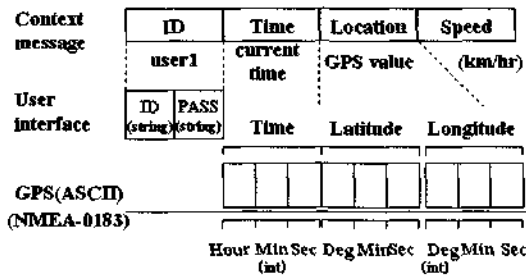 Context message
ID Time Location Speed
user1 current time GPS value (km/hr)
User interface
ID (string) PASS (string)
Time Latitude Longitude
GPS(ASCII) (NMEA-0183)
Hour Min Sec Deg Min Sec Deg Min Sec
(int) (int)